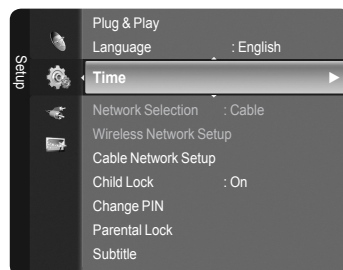 Setup
Plug & Play
Language : English
Time
Network Selection : Cable
Wireless Network Setup
Cable Network Setup
Child Lock : On
Change PIN
Parental Lock
Subtitle